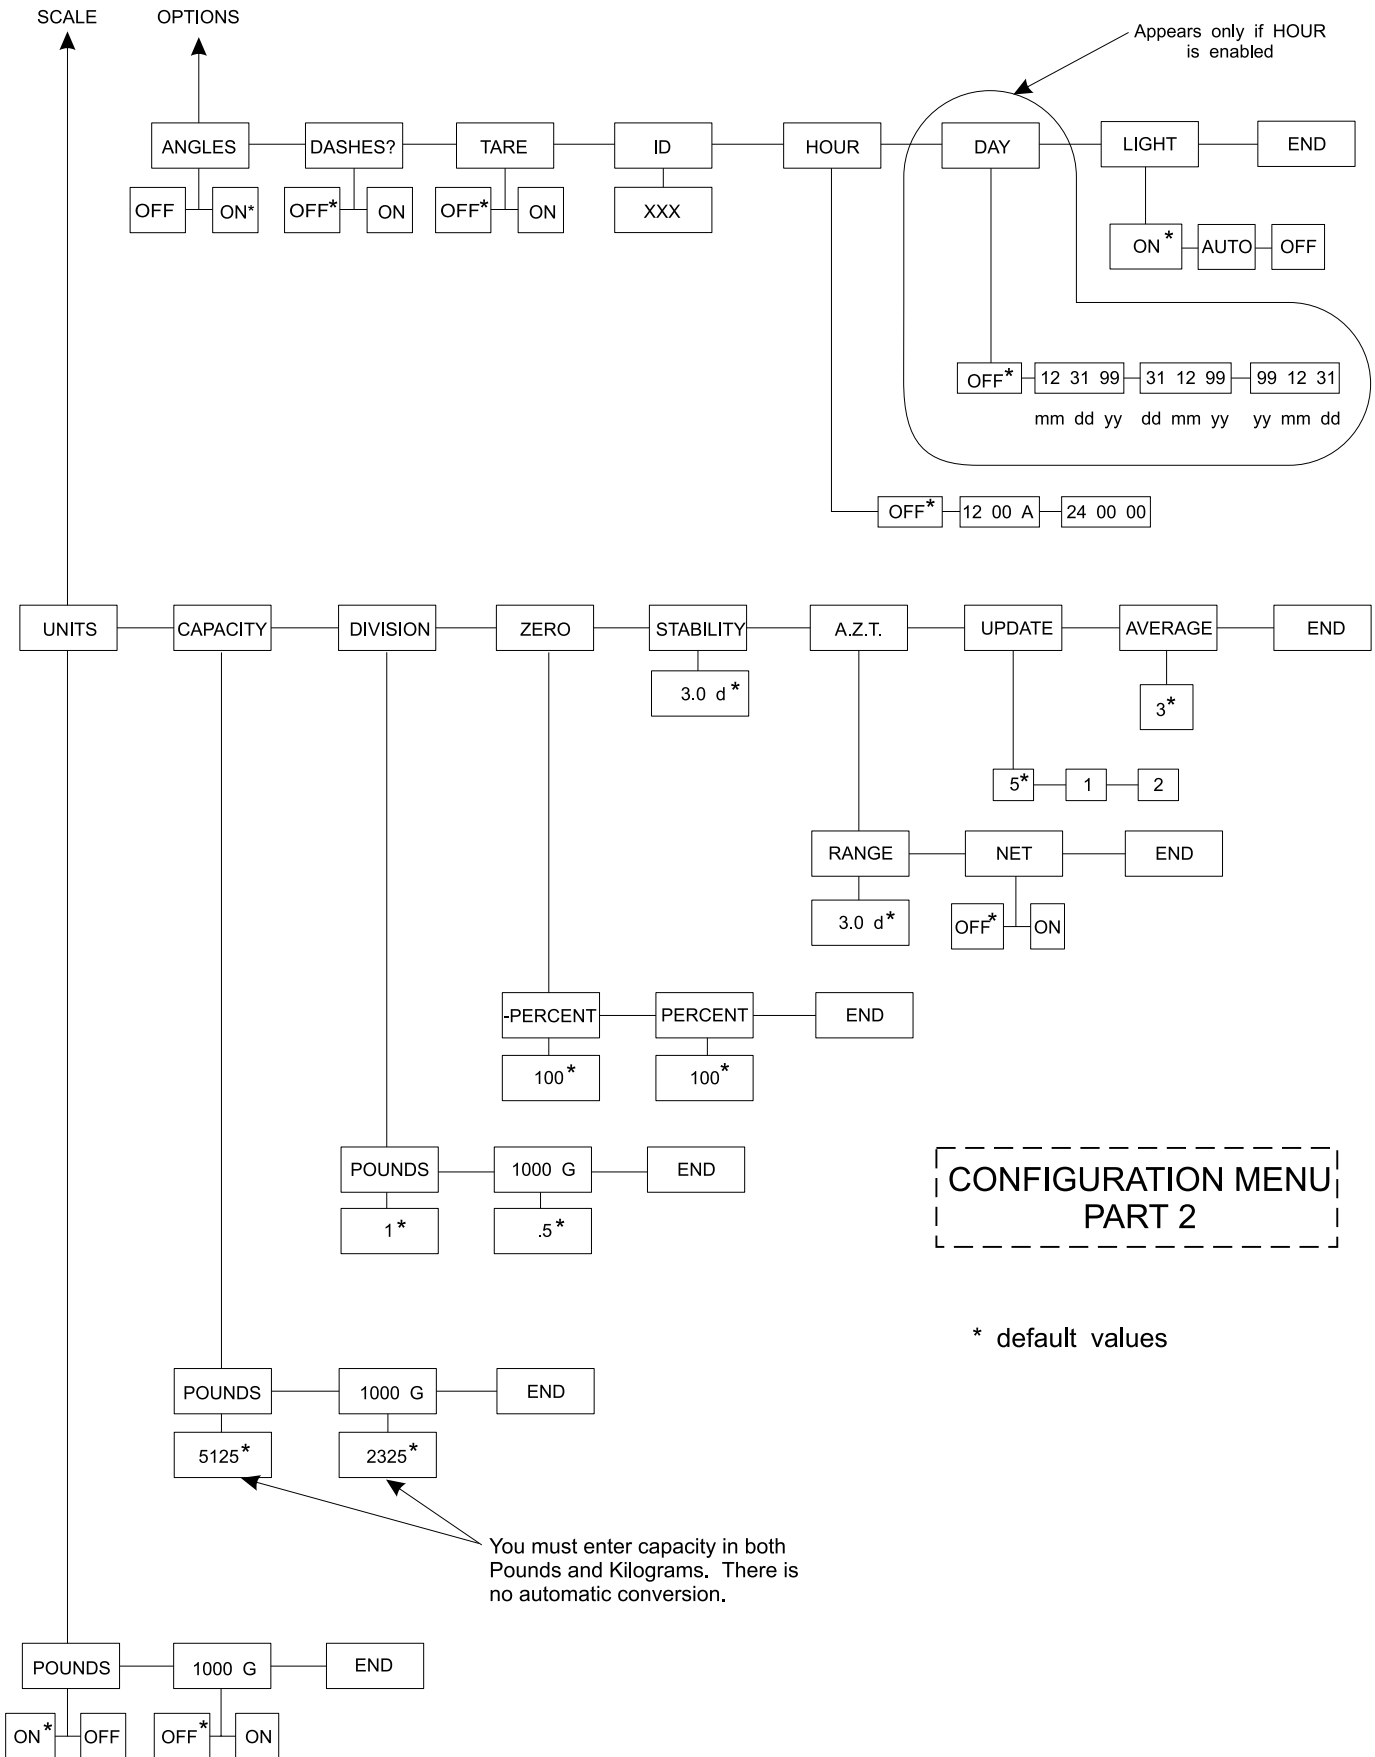 SCALE OPTIONS
Appears only if HOUR
is enabled
ANGLES DASHES? TARE ID HOUR DAY LIGHT END
OFF ON* OFF* ON OFF* ON XXX
ON* AUTO OFF
OFF* 12 31 99 31 12 99 99 12 31
mm dd yy dd mm yy yy mm dd
OFF* 12 00 A 24 00 00
UNITS CAPACITY DIVISION ZERO STABILITY A.Z.T. UPDATE AVERAGE END
3.0 d* 3*
5* 1 2
RANGE NET END
3.0 d* OFF* ON
-PERCENT PERCENT END
100* 100*
POUNDS 1000 G END
1* .5*
CONFIGURATION MENU
PART 2
* default values
POUNDS 1000 G END
5125* 2325*
You must enter capacity in both
Pounds and Kilograms. There is
no automatic conversion.
POUNDS 1000 G END
ON* OFF OFF* ON